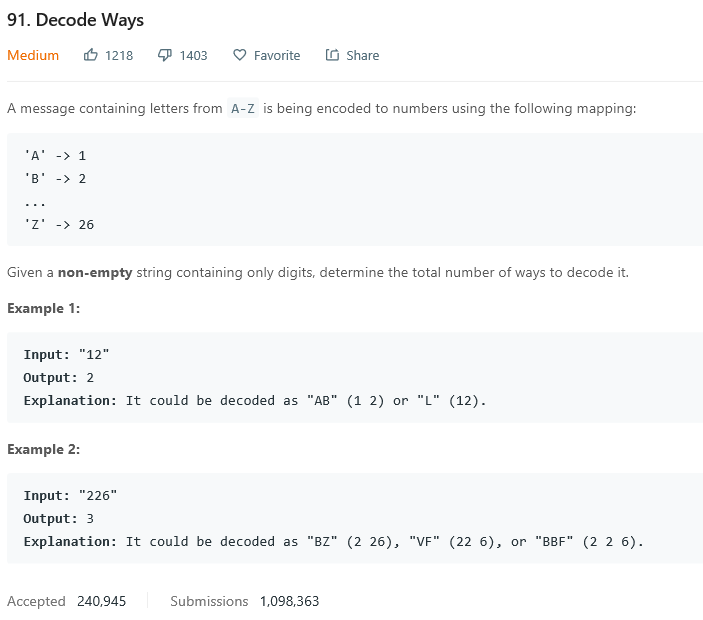 91. Decode Ways
Medium 1218 1403 Favorite Share
A message containing letters from A-Z is being encoded to numbers using the following mapping:
'A' -> 1
'B' -> 2
...
'Z' -> 26
Given a non-empty string containing only digits, determine the total number of ways to decode it.
Example 1:
Input: "12"
Output: 2
Explanation: It could be decoded as "AB" (1 2) or "L" (12).
Example 2:
Input: "226"
Output: 3
Explanation: It could be decoded as "BZ" (2 26), "VF" (22 6), or "BBF" (2 2 6).
Accepted 240,945 Submissions 1,098,363